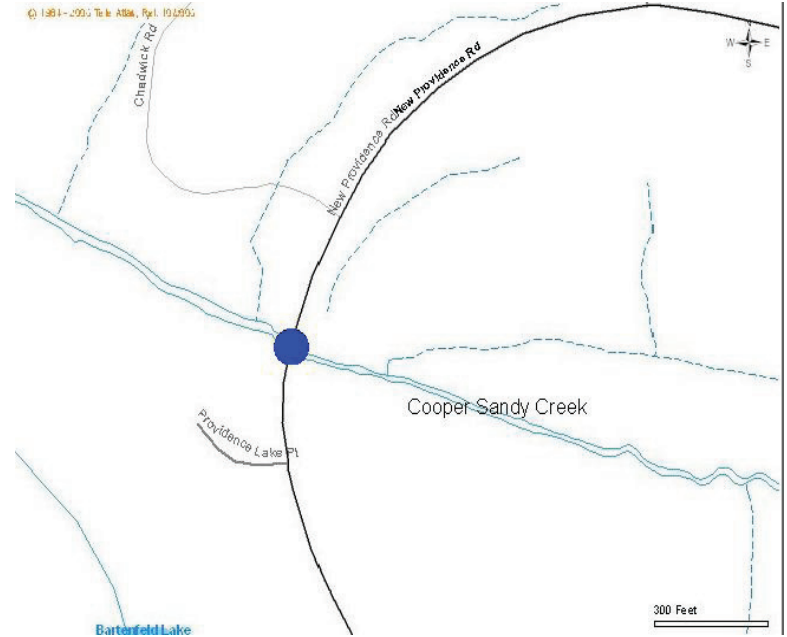 Chadwick Rd
New Providence Rd
New Providence Rd
W E
S
Cooper Sandy Creek
Providence Lake Pt
300 Feet
Bartenfeld Lake